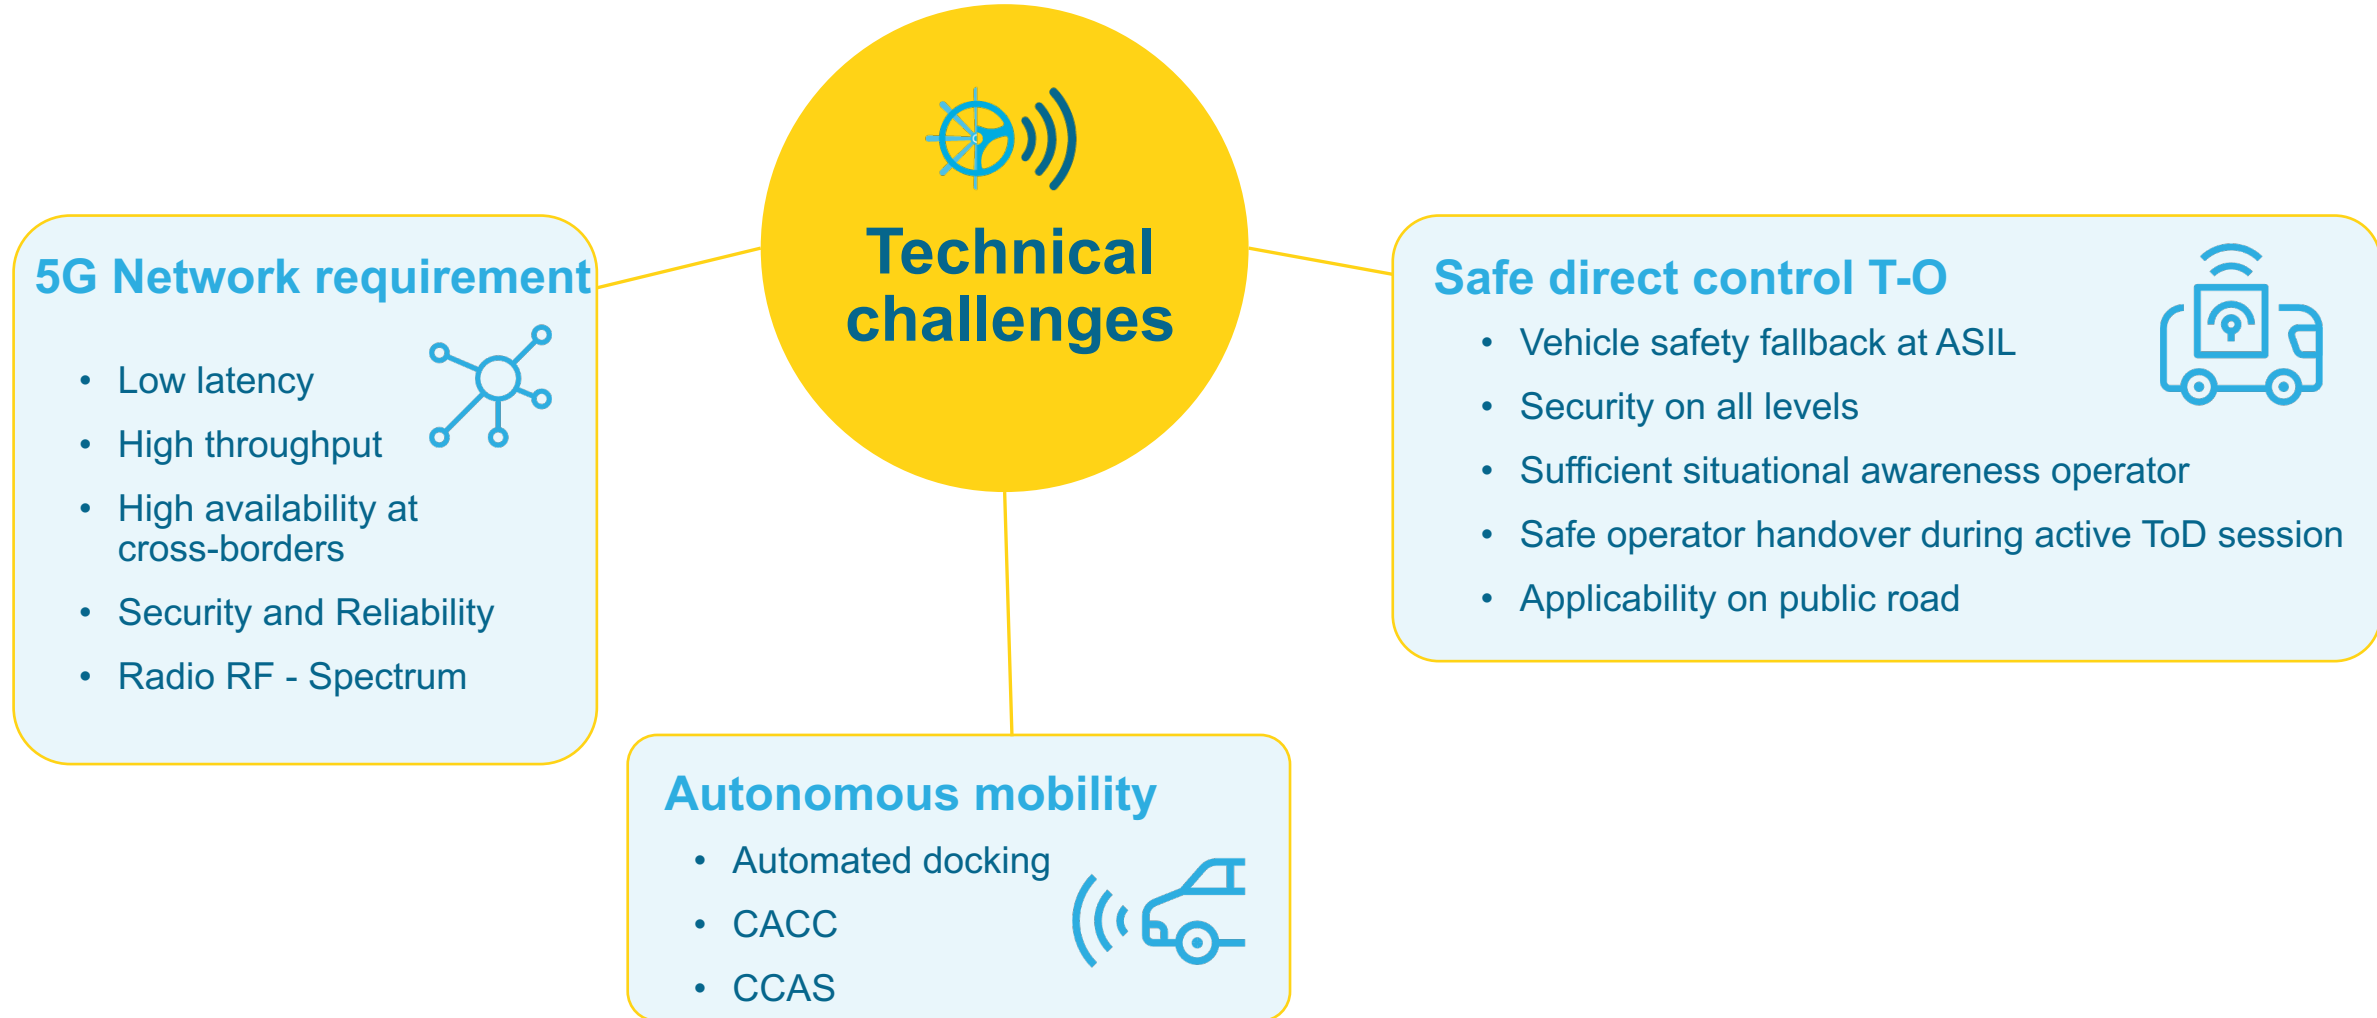 Technical
challenges
5G Network requirement
• Low latency
• High throughput
• High availability at
cross-borders
• Security and Reliability
• Radio RF - Spectrum
Autonomous mobility
• Automated docking
• CACC
• CCAS
Safe direct control T-O
• Vehicle safety fallback at ASIL
• Security on all levels
• Sufficient situational awareness operator
• Safe operator handover during active ToD session
• Applicability on public road